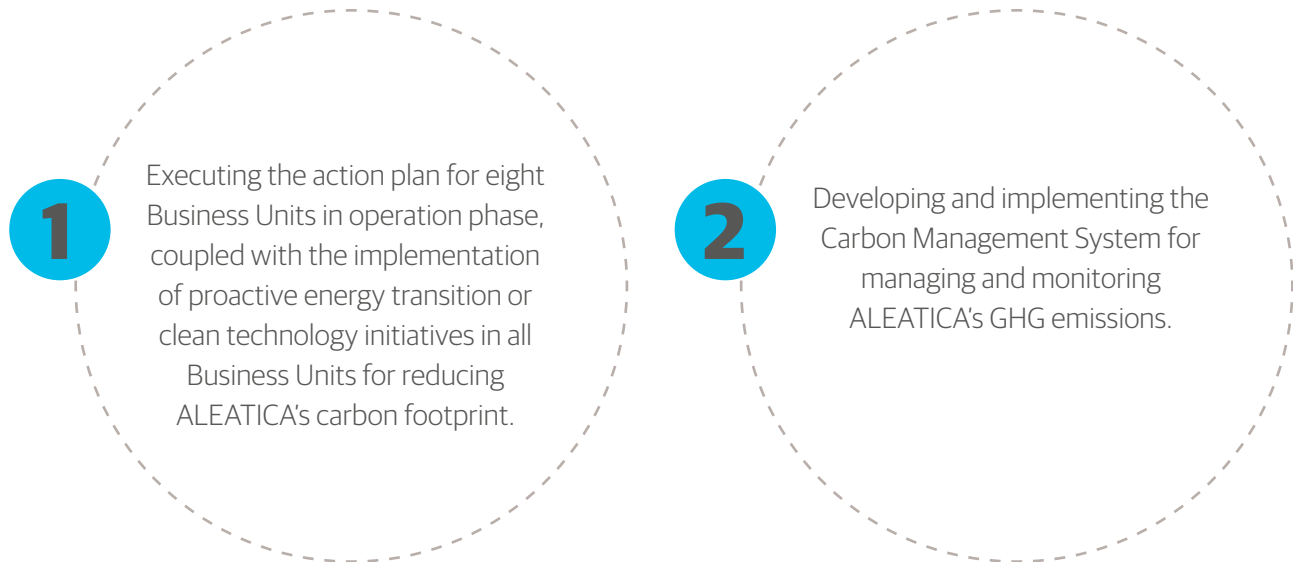 1
Executing the action plan for eight
Business Units in operation phase,
coupled with the implementation
of proactive energy transition or
clean technology initiatives in all
Business Units for reducing
ALEATICA's carbon footprint.
2
Developing and implementing the
Carbon Management System for
managing and monitoring
ALEATICA's GHG emissions.